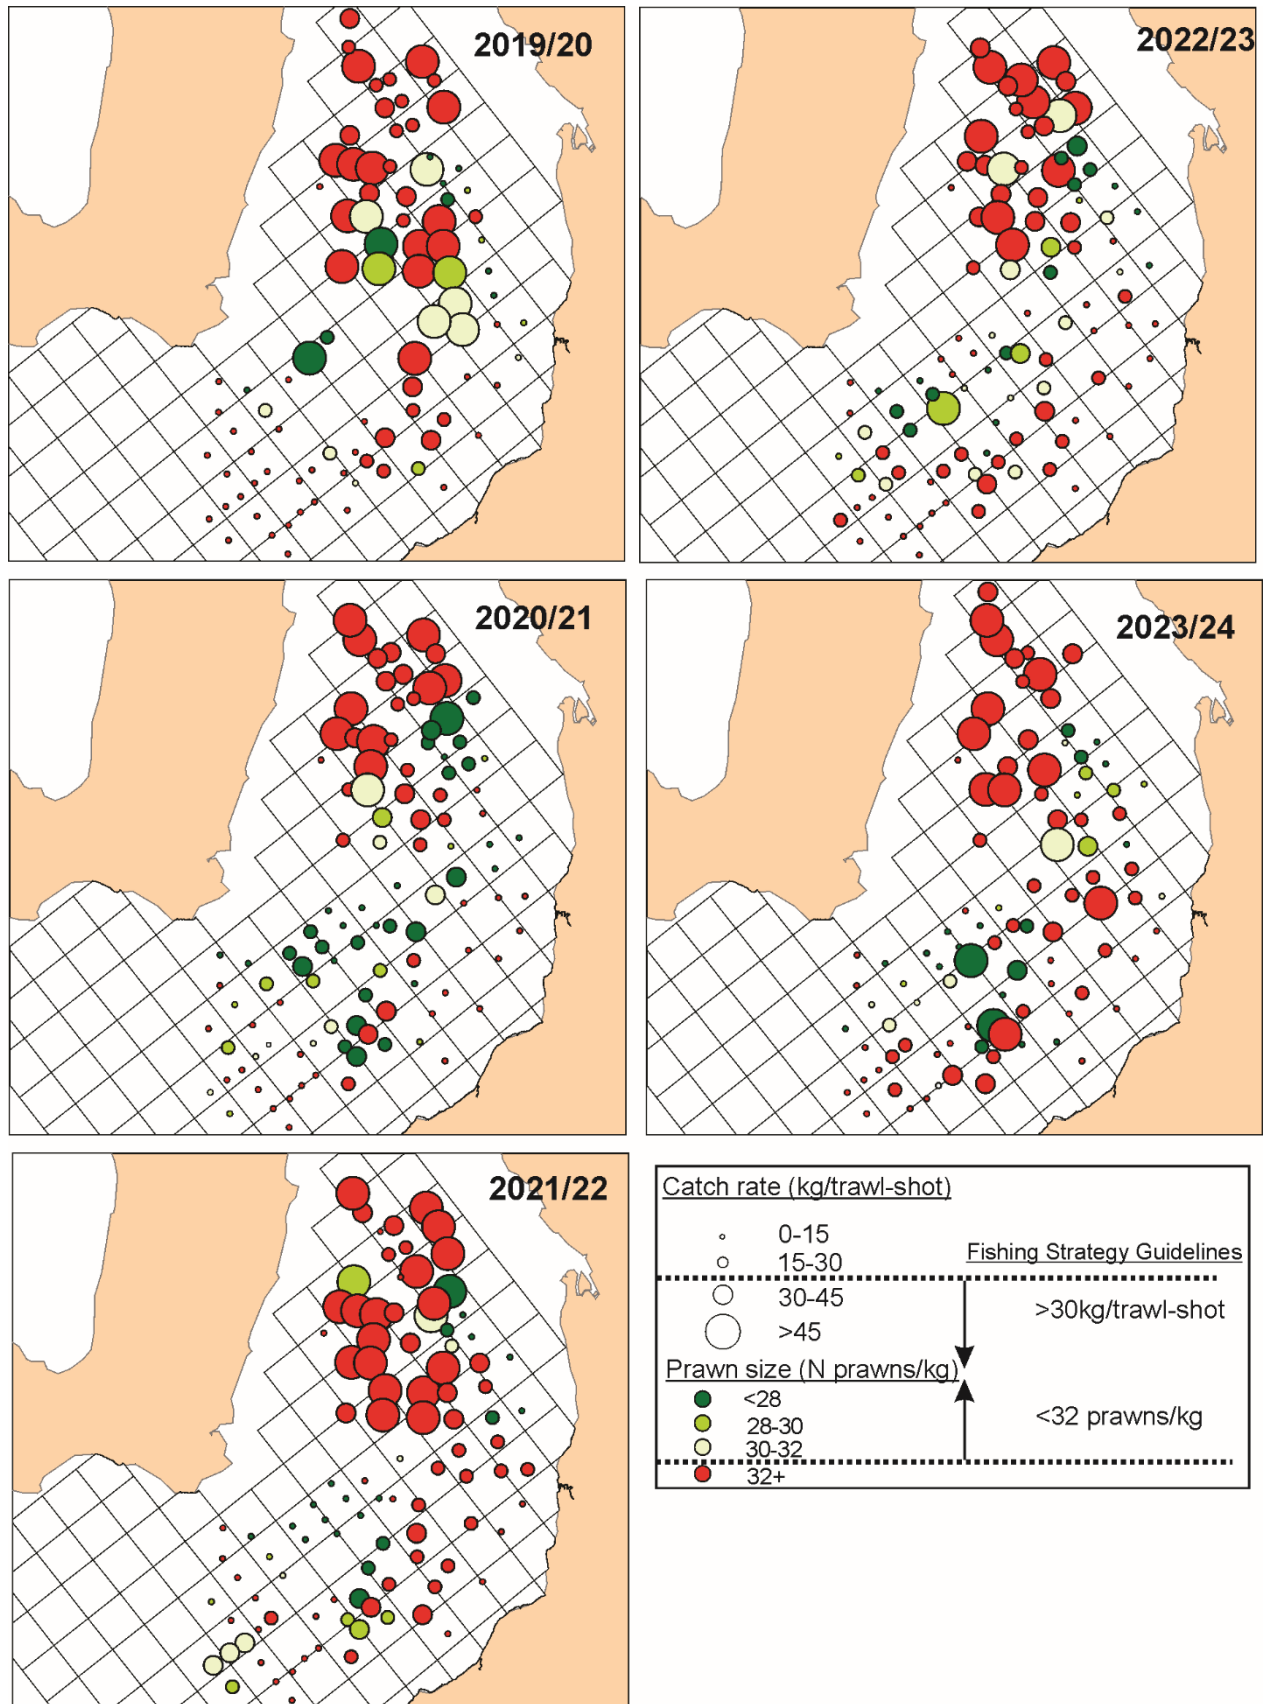 2019/20
2022/23
2020/21
2023/24
2021/22
Catch rate (kg/trawl-shot)
0-15
15-30
Fishing Strategy Guidelines
30-45
>30kg/trawl-shot
>45
Prawn size (N prawns/kg)
<28
<32 prawns/kg
28-30
30-32
32+